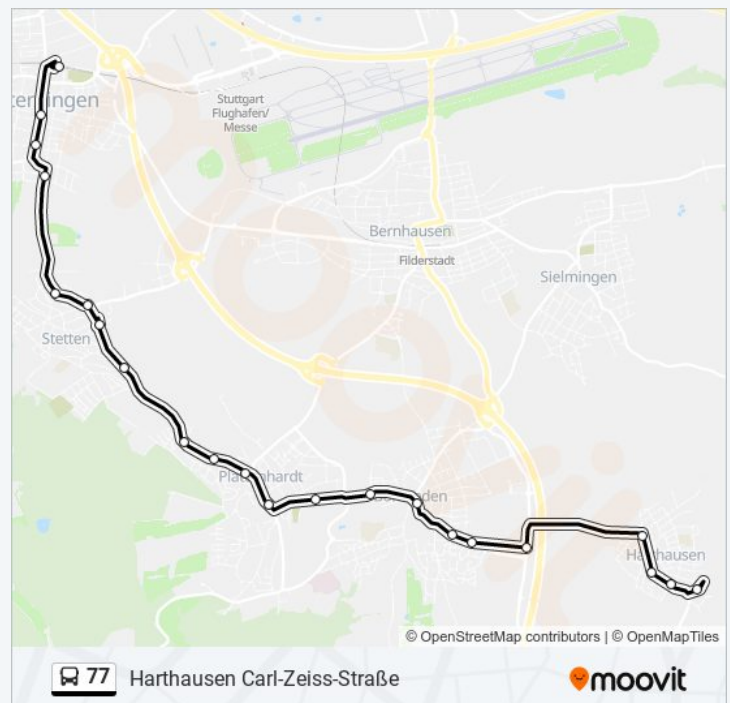 Stuttgart
Flughafen/
Messe
Bernhausen
Filderstadt
Sielmingen
Stetten
Harthausen
© OpenStreetMap contributors | © OpenMapTiles
77 Harthausen Carl-Zeiss-Straße
moovit